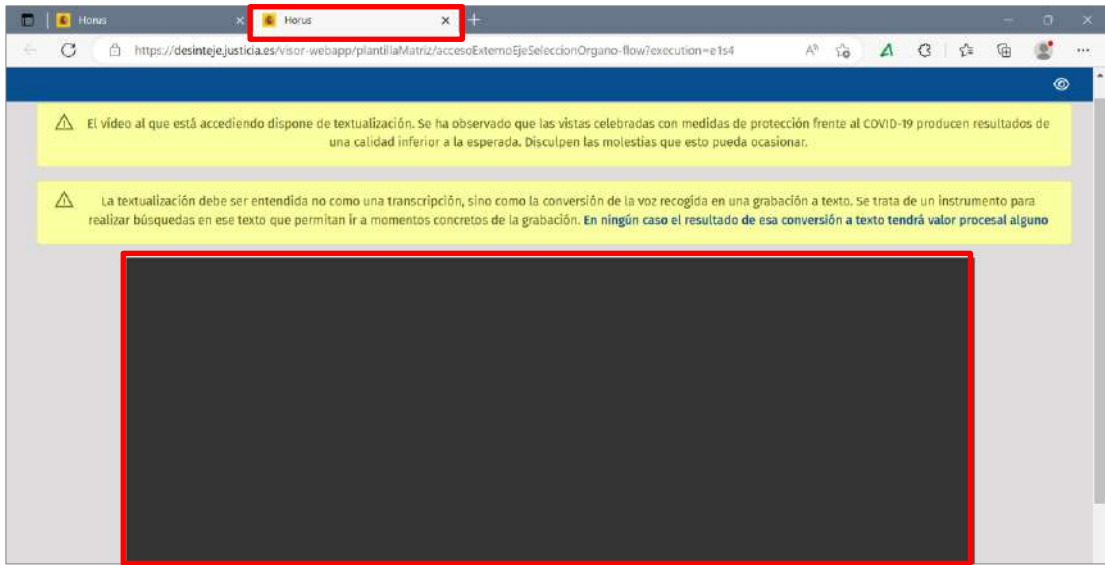 Horus
Horus
https://desinteje.justicia.es/visor-webapp/plantillaMatriz/accesoExternoEjeSeleccionOrgano-flow?execution=e1s4
El vídeo al que está accediendo dispone de textualización. Se ha observado que las vistas celebradas con medidas de protección frente al COVID-19 producen resultados de
una calidad inferior a la esperada. Disculpen las molestias que esto pueda ocasionar.
La textualización debe ser entendida no como una transcripción, sino como la conversión de la voz recogida en una grabación a texto. Se trata de un instrumento para
realizar búsquedas en ese texto que permitan ir a momentos concretos de la grabación. En ningún caso el resultado de esa conversión a texto tendrá valor procesal alguno